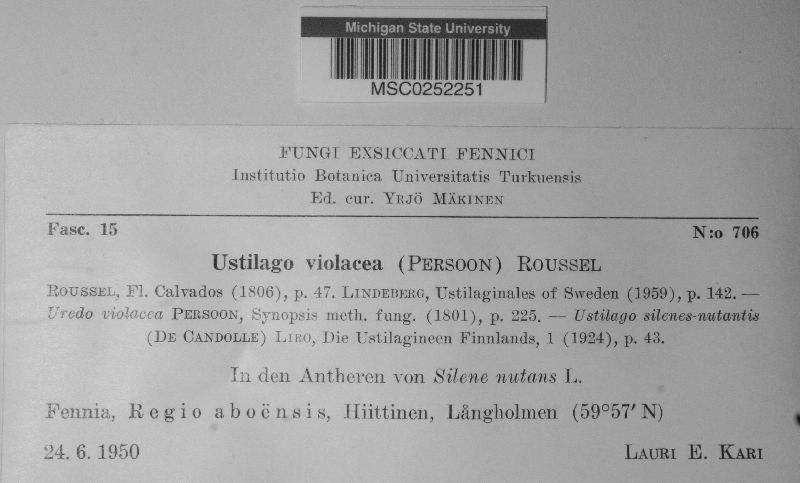 Michigan State University
MSC0252251
FUNGI EXSICCATI FENNICI
Institutio Botanica Universitatis Turkuensis
Ed. cur. YRJÖ MÄKINEN
Fasc. 15 N:o 706
Ustilago violacea (PERSOON) ROUSSEL
ROUSSEL, Fl. Calvados (1806), p. 47. LINDEBERG, Ustilaginales of Sweden (1959), p. 142. —
Uredo violacea PERSOON, Synopsis meth. fung. (1801), p. 225. — Ustilago silenes-nutantis
(DE CANDOLLE) LIRO, Die Ustilagineen Finnlands, 1 (1924), p. 43.
In den Antheren von Silene nutans L.
Fennia, Regio aboënsis, Hiittinen, Långholmen (59°57′ N)
24. 6. 1950 LAURI E. KARI